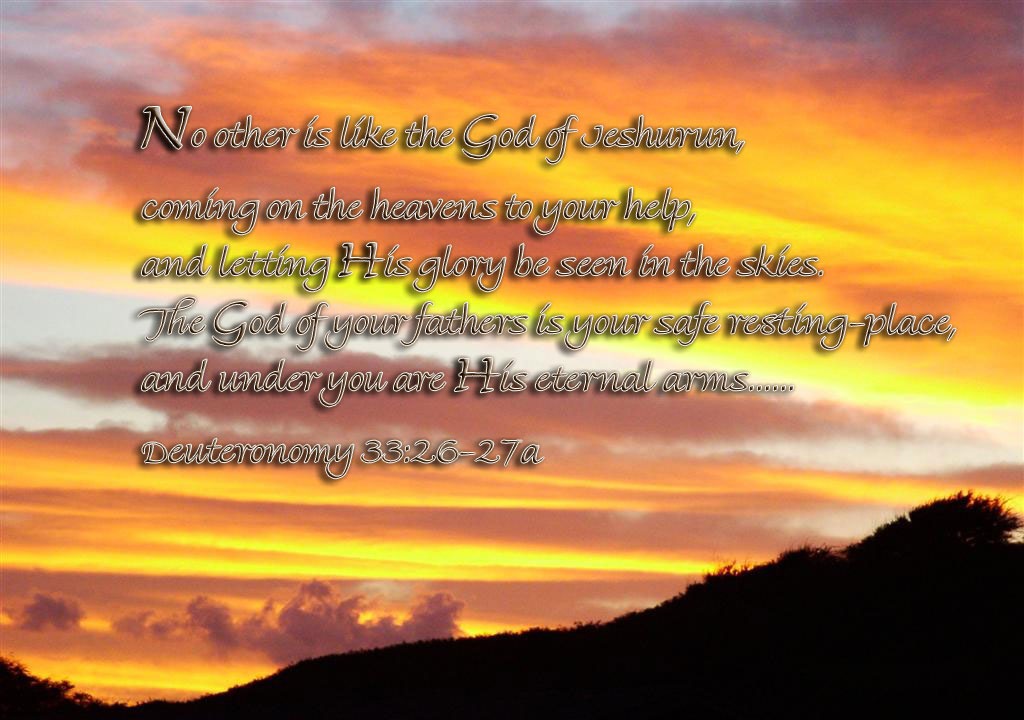 No other is like the God of Jeshurun,
coming on the heavens to your help,
and letting His glory be seen in the skies.
The God of your fathers is your safe resting-place,
and under you are His eternal arms......
Deuteronomy 33:26-27a